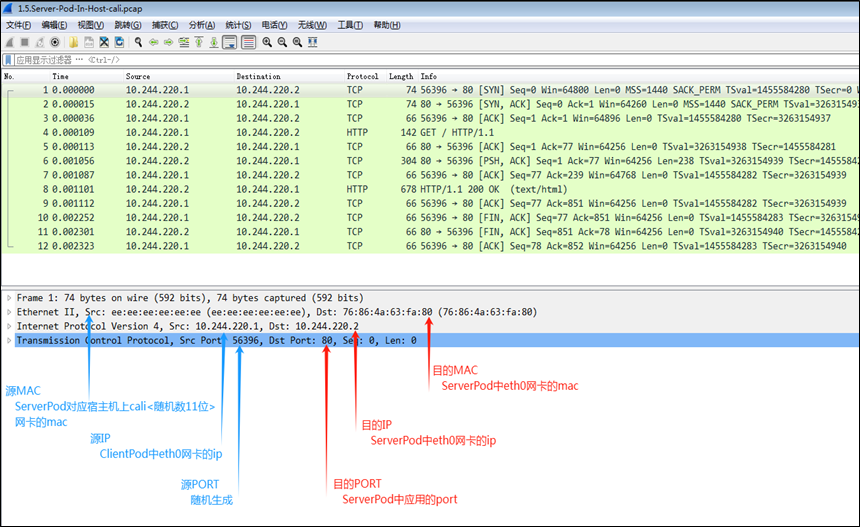 1.5.Server-Pod-In-Host-cali.pcap
文件(F) 编辑(E) 视图(V) 跳转(G) 捕获(C) 分析(A) 统计(S) 电话(Y) 无线(W) 工具(T) 帮助(H)
应用显示过滤器 … <Ctrl-/>
No. Time Source Destination Protocol Length Info
1 0.000000 10.244.220.1 10.244.220.2 TCP 74 56396 → 80 [SYN] Seq=0 Win=64800 Len=0 MSS=1440 SACK_PERM TSval=1455584280 TSecr=0 W
2 0.000015 10.244.220.2 10.244.220.1 TCP 74 80 → 56396 [SYN, ACK] Seq=0 Ack=1 Win=64260 Len=0 MSS=1440 SACK_PERM TSval=326315493
3 0.000036 10.244.220.1 10.244.220.2 TCP 66 56396 → 80 [ACK] Seq=1 Ack=1 Win=64896 Len=0 TSval=1455584280 TSecr=3263154937
4 0.000109 10.244.220.1 10.244.220.2 HTTP 142 GET / HTTP/1.1
5 0.000113 10.244.220.2 10.244.220.1 TCP 66 80 → 56396 [ACK] Seq=1 Ack=77 Win=64256 Len=0 TSval=3263154938 TSecr=1455584281
6 0.001056 10.244.220.2 10.244.220.1 TCP 304 80 → 56396 [PSH, ACK] Seq=1 Ack=77 Win=64256 Len=238 TSval=3263154939 TSecr=14555842
7 0.001087 10.244.220.1 10.244.220.2 TCP 66 56396 → 80 [ACK] Seq=77 Ack=239 Win=64768 Len=0 TSval=1455584282 TSecr=3263154939
8 0.001101 10.244.220.2 10.244.220.1 HTTP 678 HTTP/1.1 200 OK (text/html)
9 0.001112 10.244.220.1 10.244.220.2 TCP 66 56396 → 80 [ACK] Seq=77 Ack=851 Win=64256 Len=0 TSval=1455584282 TSecr=3263154939
10 0.002252 10.244.220.1 10.244.220.2 TCP 66 56396 → 80 [FIN, ACK] Seq=77 Ack=851 Win=64256 Len=0 TSval=1455584283 TSecr=3263154
11 0.002301 10.244.220.2 10.244.220.1 TCP 66 80 → 56396 [FIN, ACK] Seq=851 Ack=78 Win=64256 Len=0 TSval=3263154940 TSecr=14555842
12 0.002323 10.244.220.1 10.244.220.2 TCP 66 56396 → 80 [ACK] Seq=78 Ack=852 Win=64256 Len=0 TSval=1455584283 TSecr=3263154940
Frame 1: 74 bytes on wire (592 bits), 74 bytes captured (592 bits)
Ethernet II, Src: ee:ee:ee:ee:ee:ee (ee:ee:ee:ee:ee:ee), Dst: 76:86:4a:63:fa:80 (76:86:4a:63:fa:80)
Internet Protocol Version 4, Src: 10.244.220.1, Dst: 10.244.220.2
Transmission Control Protocol, Src Port: 56396, Dst Port: 80, Seq: 0, Len: 0
目的MAC
ServerPod中eth0网卡的mac
源MAC
ServerPod对应宿主机上cali<随机数11位>
网卡的mac
目的IP
ServerPod中eth0网卡的ip
源IP
ClientPod中eth0网卡的ip
源PORT
随机生成
目的PORT
ServerPod中应用的port